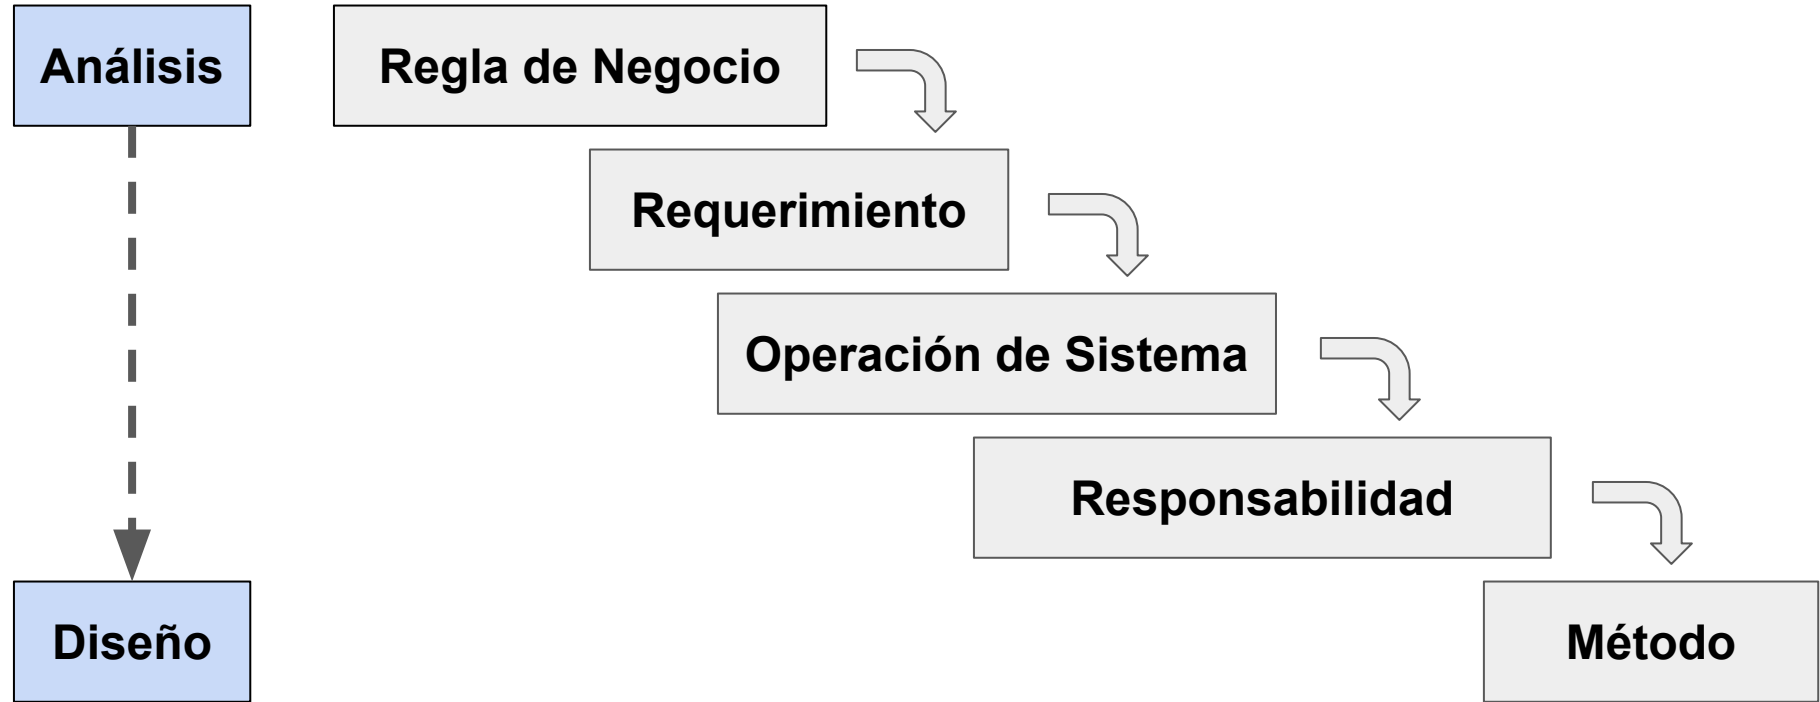 Análisis
Regla de Negocio
Requerimiento
Operación de Sistema
Responsabilidad
Diseño
Método